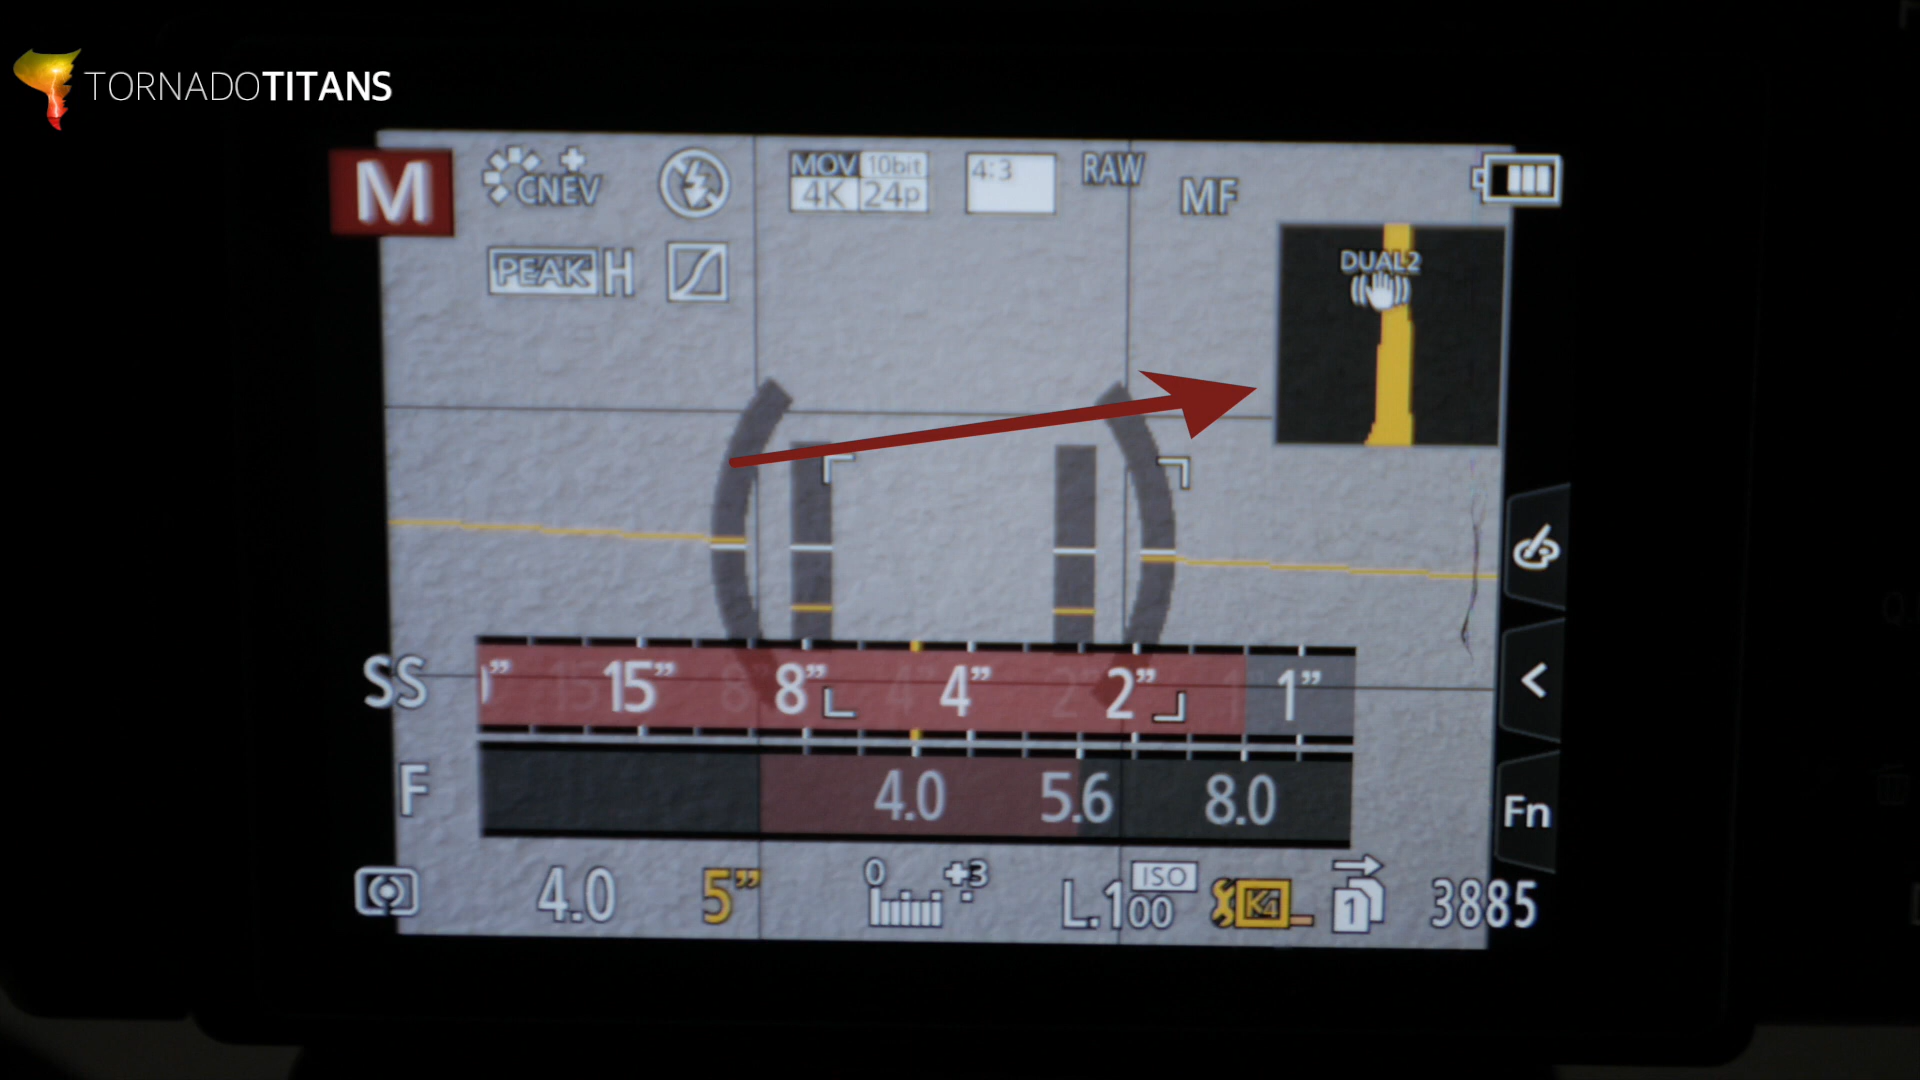 TORNADOTITANS
M
CNEV
MOV 10bit
4K 24p
4:3
RAW
MF
PEAK H
DUAL2
SS
15” 8” 4” 2” 1”
F
4.0 5.6 8.0
Fn
4.0 5”
0 +3
L.100 ISO
K4
1
3885